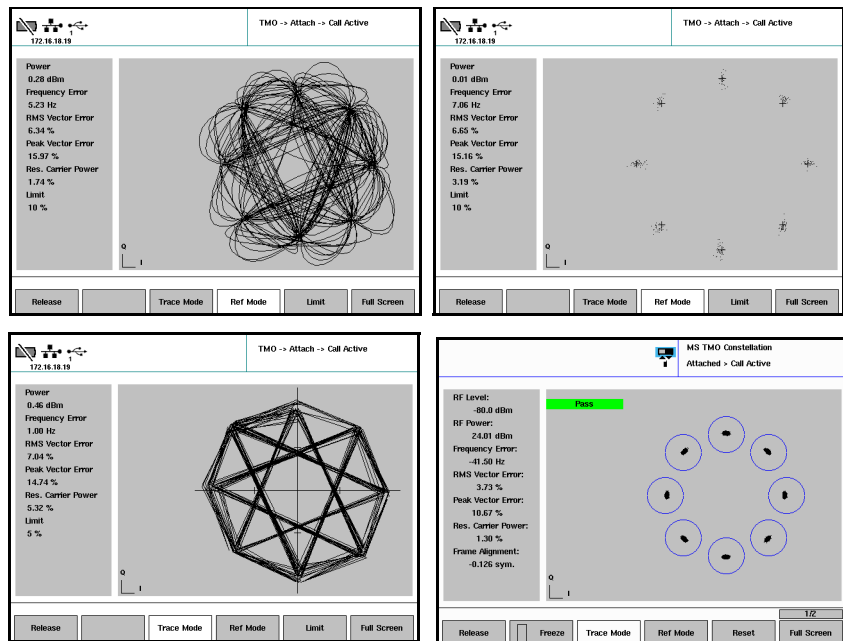 TMO -> Attach -> Call Active
1
172.16.18.19
Power
0.28 dBm
Frequency Error
5.23 Hz
RMS Vector Error
6.34 %
Peak Vector Error
15.97 %
Res. Carrier Power
1.74 %
Limit
10 %
Q
I
Release
Trace Mode
Ref Mode
Limit
Full Screen
TMO -> Attach -> Call Active
1
172.16.18.19
Power
0.01 dBm
Frequency Error
7.06 Hz
RMS Vector Error
6.65 %
Peak Vector Error
15.16 %
Res. Carrier Power
3.19 %
Limit
10 %
Q
I
Release
Trace Mode
Ref Mode
Limit
Full Screen
TMO -> Attach -> Call Active
1
172.16.18.19
Power
0.46 dBm
Frequency Error
1.00 Hz
RMS Vector Error
7.04 %
Peak Vector Error
14.74 %
Res. Carrier Power
5.32 %
Limit
5 %
Q
I
Release
Trace Mode
Ref Mode
Limit
Full Screen
MS TMO Constellation
Attached > Call Active
RF Level:
-80.0 dBm
RF Power:
24.01 dBm
Frequency Error:
-41.50 Hz
RMS Vector Error:
3.73 %
Peak Vector Error:
10.67 %
Res. Carrier Power:
1.30 %
Frame Alignment:
-0.126 sym.
Pass
Q
I
1/2
Release
Freeze
Trace Mode
Ref Mode
Reset
Full Screen